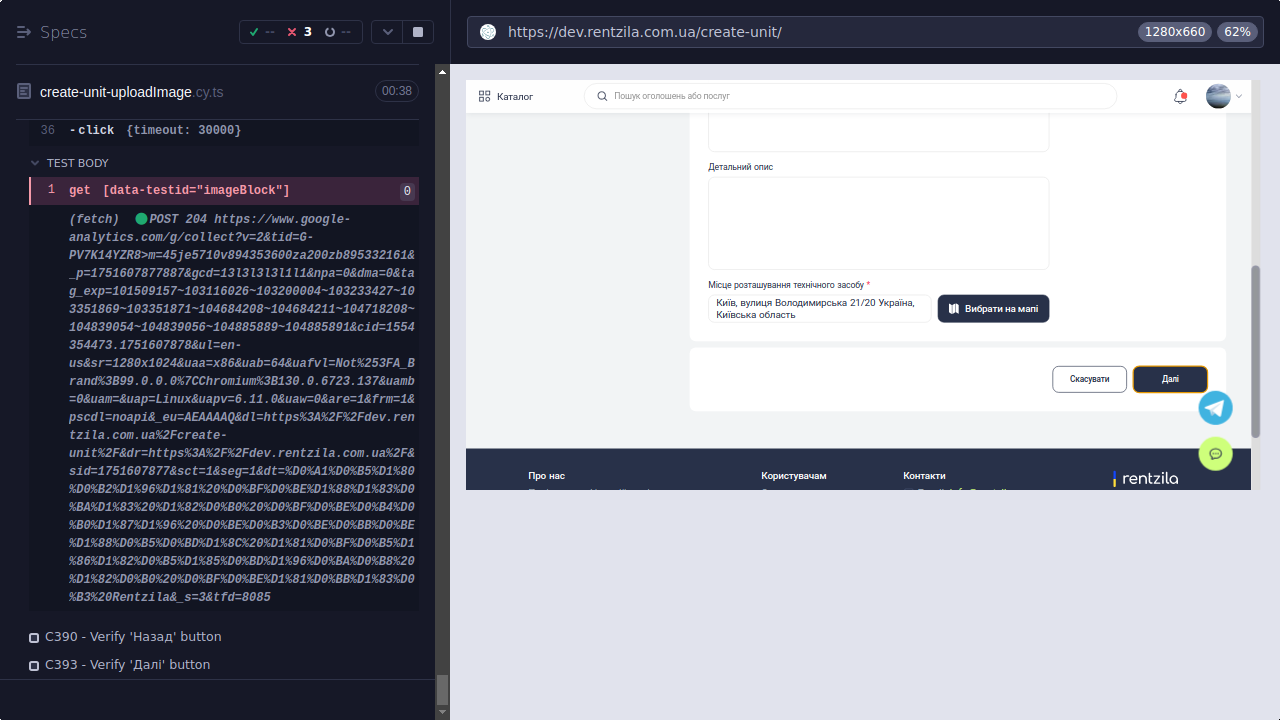 Specs
--
3
--
create-unit-uploadImage.cy.ts
00:38
36 -click {timeout: 30000}
TEST BODY
1 get [data-testid="imageBlock"] 0
(fetch) POST 204 https://www.google-
analytics.com/g/collect?v=2&tid=G-
PV7K14YZR8>m=45je5710v894353600za200zb895332161&
_p=1751607877887&gcd=13l3l3l3l1l1&npa=0&dma=0&ta
g_exp=101509157~103116026~103200004~103233427~10
3351869~103351871~104684208~104684211~104718208~
104839054~104839056~104885889~104885891&cid=1554
354473.1751607878&ul=en-
us&sr=1280x1024&uaa=x86&uab=64&uafvl=Not%253FA_B
rand%3B99.0.0.0%7CChromium%3B130.0.6723.137&uamb
=0&uam=&uap=Linux&uapv=6.11.0&uaw=0&are=1&frm=1&
pscdl=noapi&_eu=AEAAAAQ&dl=https%3A%2F%2Fdev.ren
tzila.com.ua%2Fcreate-
unit%2F&dr=https%3A%2F%2Fdev.rentzila.com.ua%2F&
sid=1751607877&sct=1&seg=1&dt=%D0%A1%D0%B5%D1%80
%D0%B2%D1%96%D1%81%20%D0%BF%D0%BE%D1%88%D1%83%D0
%BA%D1%83%20%D1%82%D0%B0%20%D0%BF%D0%BE%D0%B4%D0
%B0%D1%87%D1%96%20%D0%BE%D0%B3%D0%BE%D0%BB%D0%BE
%D1%88%D0%B5%D0%BD%D1%8C%20%D1%81%D0%BF%D0%B5%D1
%86%D1%82%D0%B5%D1%85%D0%BD%D1%96%D0%BA%D0%B8%20
%D1%82%D0%B0%20%D0%BF%D0%BE%D1%81%D0%BB%D1%83%D0
%B3%20Rentzila&_s=3&tfd=8085
C390 - Verify 'Назад' button
C393 - Verify 'Далі' button
https://dev.rentzila.com.ua/create-unit/
1280x660
62%
Каталог
Пошук оголошень або послуг
Детальний опис
Місце розташування технічного засобу *
Київ, вулиця Володимирська 21/20 Україна,
Київська область
Вибрати на мапі
Скасувати
Далі
Про нас
Користувачам
Контакти
rentzila